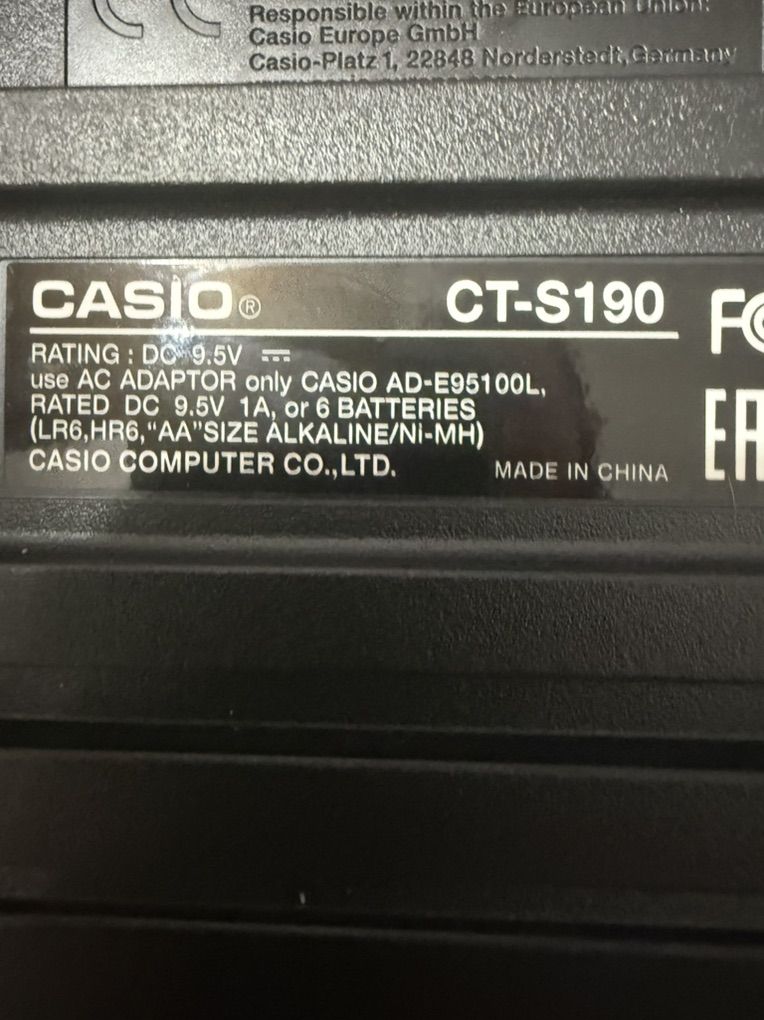 Responsible within the European Union:
Casio Europe GmbH
Casio-Platz 1, 22848 Norderstedt, Germany
CASIO® CT-S190
RATING : DC 9.5V ⎓
use AC ADAPTOR only CASIO AD-E95100L,
RATED DC 9.5V 1A, or 6 BATTERIES
(LR6,HR6,“AA”SIZE ALKALINE/Ni-MH)
CASIO COMPUTER CO.,LTD. MADE IN CHINA